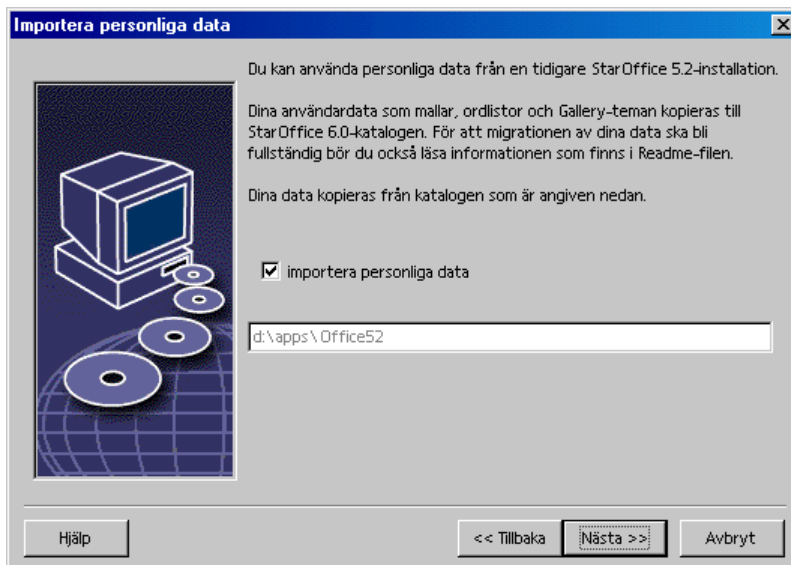 Importera personliga data
Du kan använda personliga data från en tidigare StarOffice 5.2-installation.
Dina användardata som mallar, ordlistor och Gallery-teman kopieras till
StarOffice 6.0-katalogen. För att migrationen av dina data ska bli
fullständig bör du också läsa informationen som finns i Readme-filen.
Dina data kopieras från katalogen som är angiven nedan.
importera personliga data
d:\apps\Office52
Hjälp
<< Tillbaka
Nästa >>
Avbryt